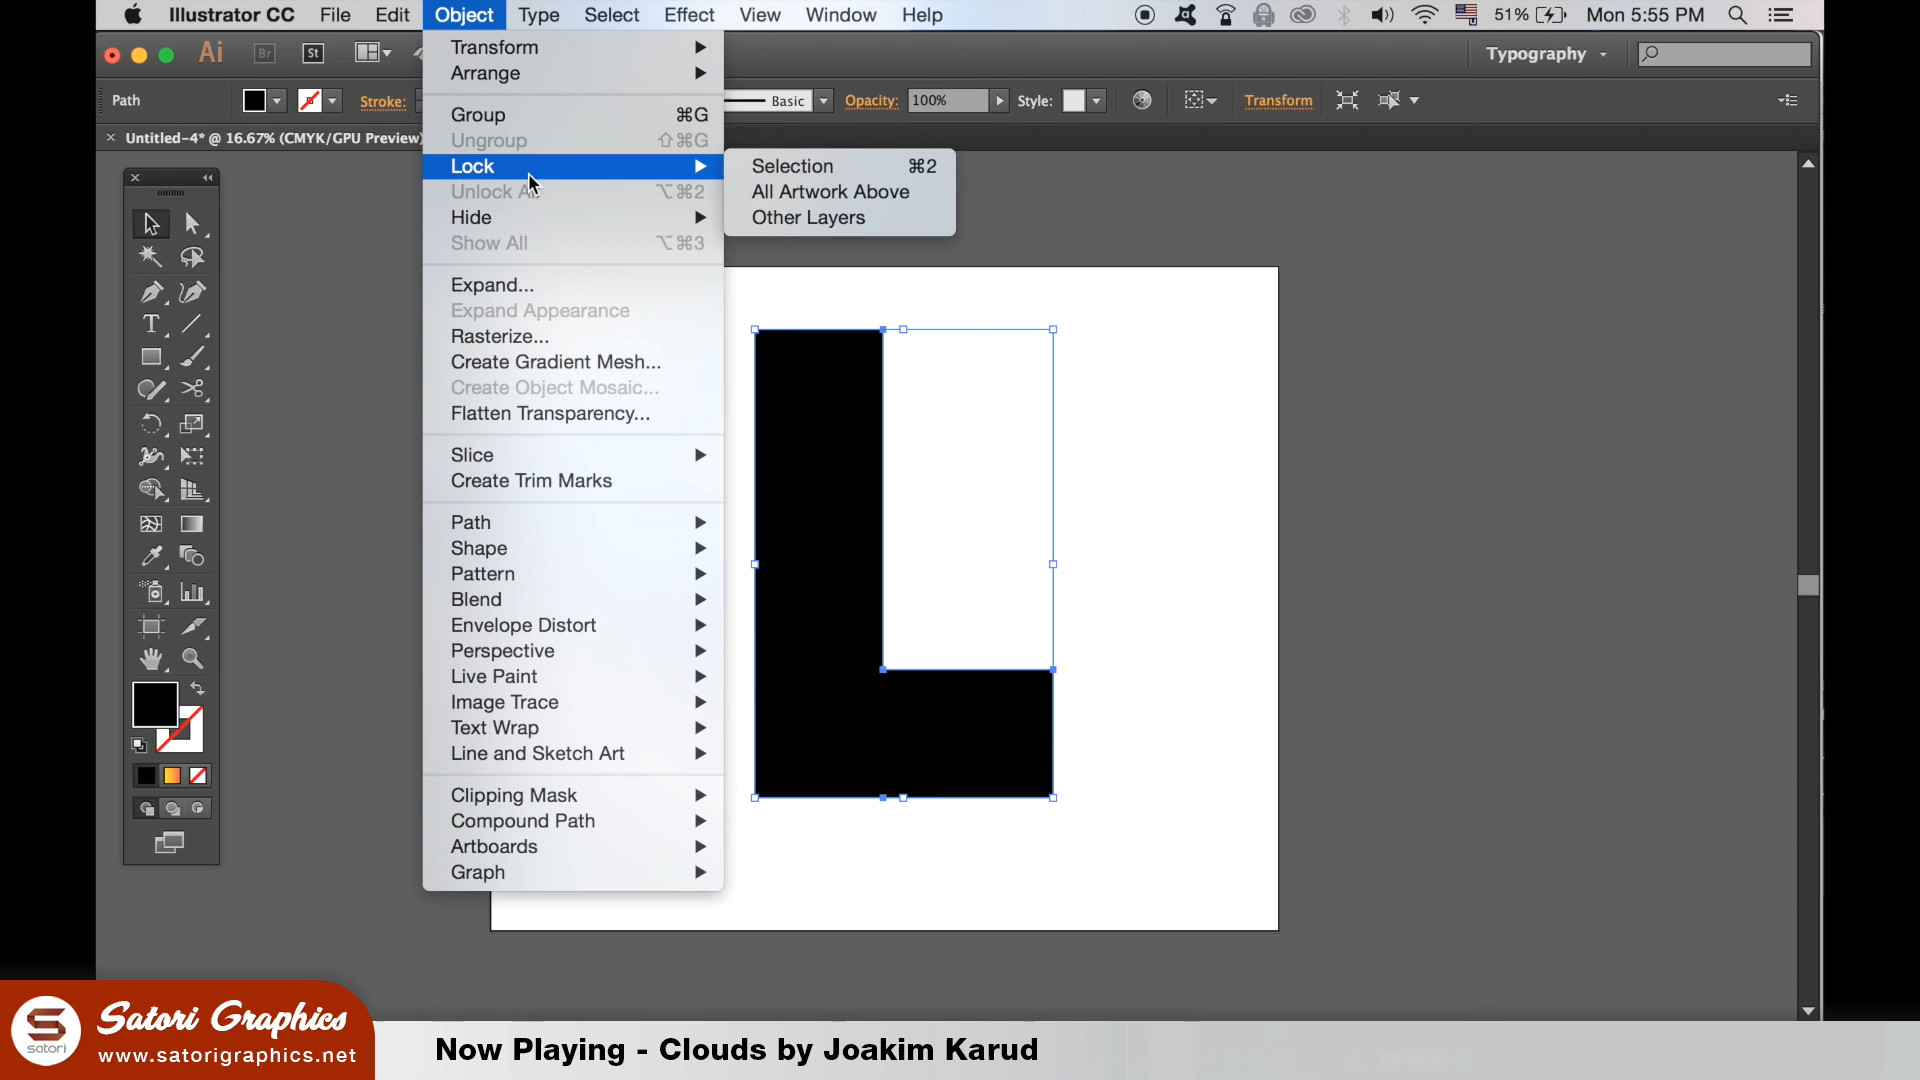 Illustrator CC File Edit Object Type Select Effect View Window Help 51% Mon 5:55 PM
Ai Br St Typography
Path Stroke: Basic Opacity: 100% Style: Transform
× Untitled-4* @ 16.67% (CMYK/GPU Preview)
Transform
Arrange
Group ⌘G
Ungroup ⇧⌘G
Lock
Unlock All ⌥⌘2
Hide
Show All ⌥⌘3
Selection ⌘2
All Artwork Above
Other Layers
Expand...
Expand Appearance
Rasterize...
Create Gradient Mesh...
Create Object Mosaic...
Flatten Transparency...
Slice
Create Trim Marks
Path
Shape
Pattern
Blend
Envelope Distort
Perspective
Live Paint
Image Trace
Text Wrap
Line and Sketch Art
Clipping Mask
Compound Path
Artboards
Graph
satori
Satori Graphics
www.satorigraphics.net
Now Playing - Clouds by Joakim Karud